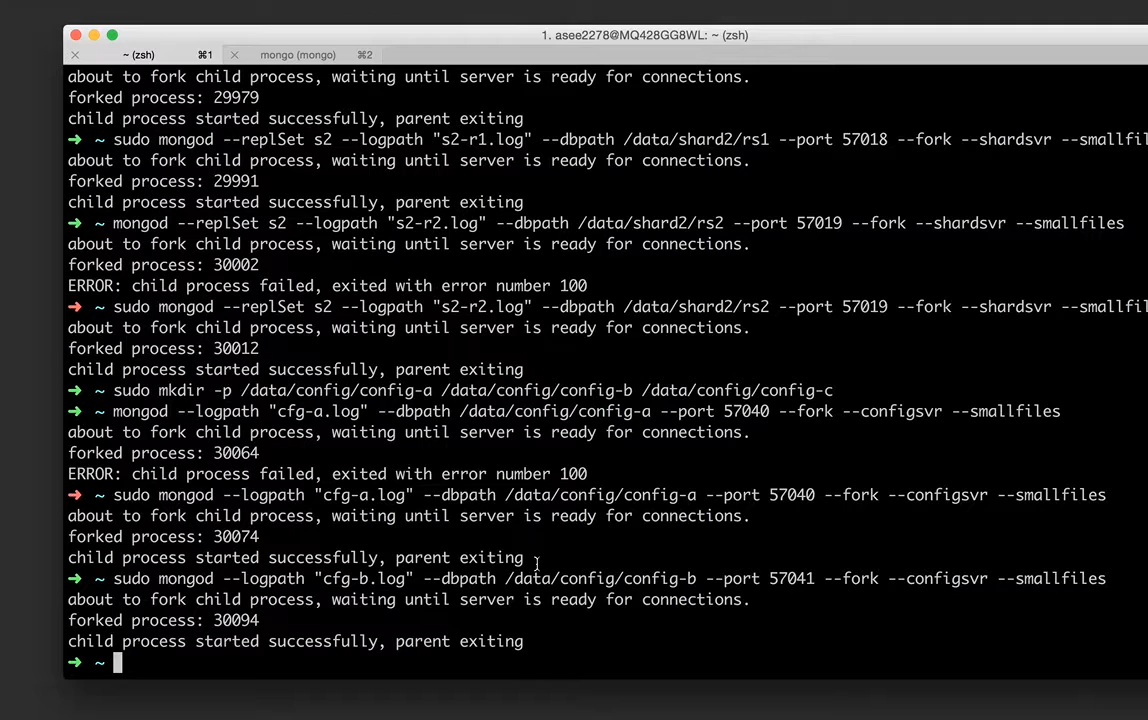 1. asee2278@MQ428GG8WL: ~ (zsh)
~ (zsh) ⌘1 mongo (mongo) ⌘2
about to fork child process, waiting until server is ready for connections.
forked process: 29979
child process started successfully, parent exiting
➜ ~ sudo mongod --replSet s2 --logpath "s2-r1.log" --dbpath /data/shard2/rs1 --port 57018 --fork --shardsvr --smallfil
about to fork child process, waiting until server is ready for connections.
forked process: 29991
child process started successfully, parent exiting
➜ ~ mongod --replSet s2 --logpath "s2-r2.log" --dbpath /data/shard2/rs2 --port 57019 --fork --shardsvr --smallfiles
about to fork child process, waiting until server is ready for connections.
forked process: 30002
ERROR: child process failed, exited with error number 100
➜ ~ sudo mongod --replSet s2 --logpath "s2-r2.log" --dbpath /data/shard2/rs2 --port 57019 --fork --shardsvr --smallfil
about to fork child process, waiting until server is ready for connections.
forked process: 30012
child process started successfully, parent exiting
➜ ~ sudo mkdir -p /data/config/config-a /data/config/config-b /data/config/config-c
➜ ~ mongod --logpath "cfg-a.log" --dbpath /data/config/config-a --port 57040 --fork --configsvr --smallfiles
about to fork child process, waiting until server is ready for connections.
forked process: 30064
ERROR: child process failed, exited with error number 100
➜ ~ sudo mongod --logpath "cfg-a.log" --dbpath /data/config/config-a --port 57040 --fork --configsvr --smallfiles
about to fork child process, waiting until server is ready for connections.
forked process: 30074
child process started successfully, parent exiting
➜ ~ sudo mongod --logpath "cfg-b.log" --dbpath /data/config/config-b --port 57041 --fork --configsvr --smallfiles
about to fork child process, waiting until server is ready for connections.
forked process: 30094
child process started successfully, parent exiting
➜ ~